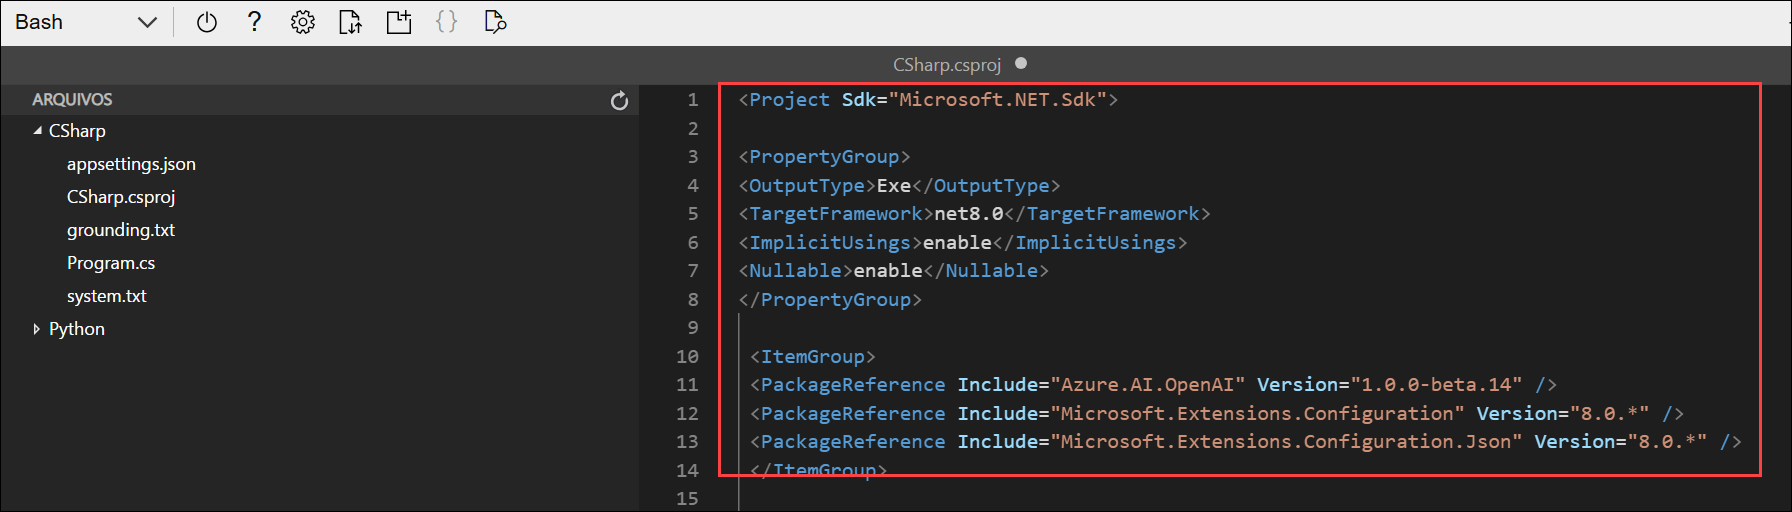 Bash
?
{}
CSharp.csproj
ARQUIVOS
CSharp
appsettings.json
CSharp.csproj
grounding.txt
Program.cs
system.txt
Python
1 <Project Sdk="Microsoft.NET.Sdk">
2
3 <PropertyGroup>
4 <OutputType>Exe</OutputType>
5 <TargetFramework>net8.0</TargetFramework>
6 <ImplicitUsings>enable</ImplicitUsings>
7 <Nullable>enable</Nullable>
8 </PropertyGroup>
9
10 <ItemGroup>
11 <PackageReference Include="Azure.AI.OpenAI" Version="1.0.0-beta.14" />
12 <PackageReference Include="Microsoft.Extensions.Configuration" Version="8.0.*" />
13 <PackageReference Include="Microsoft.Extensions.Configuration.Json" Version="8.0.*" />
14 </ItemGroup>
15